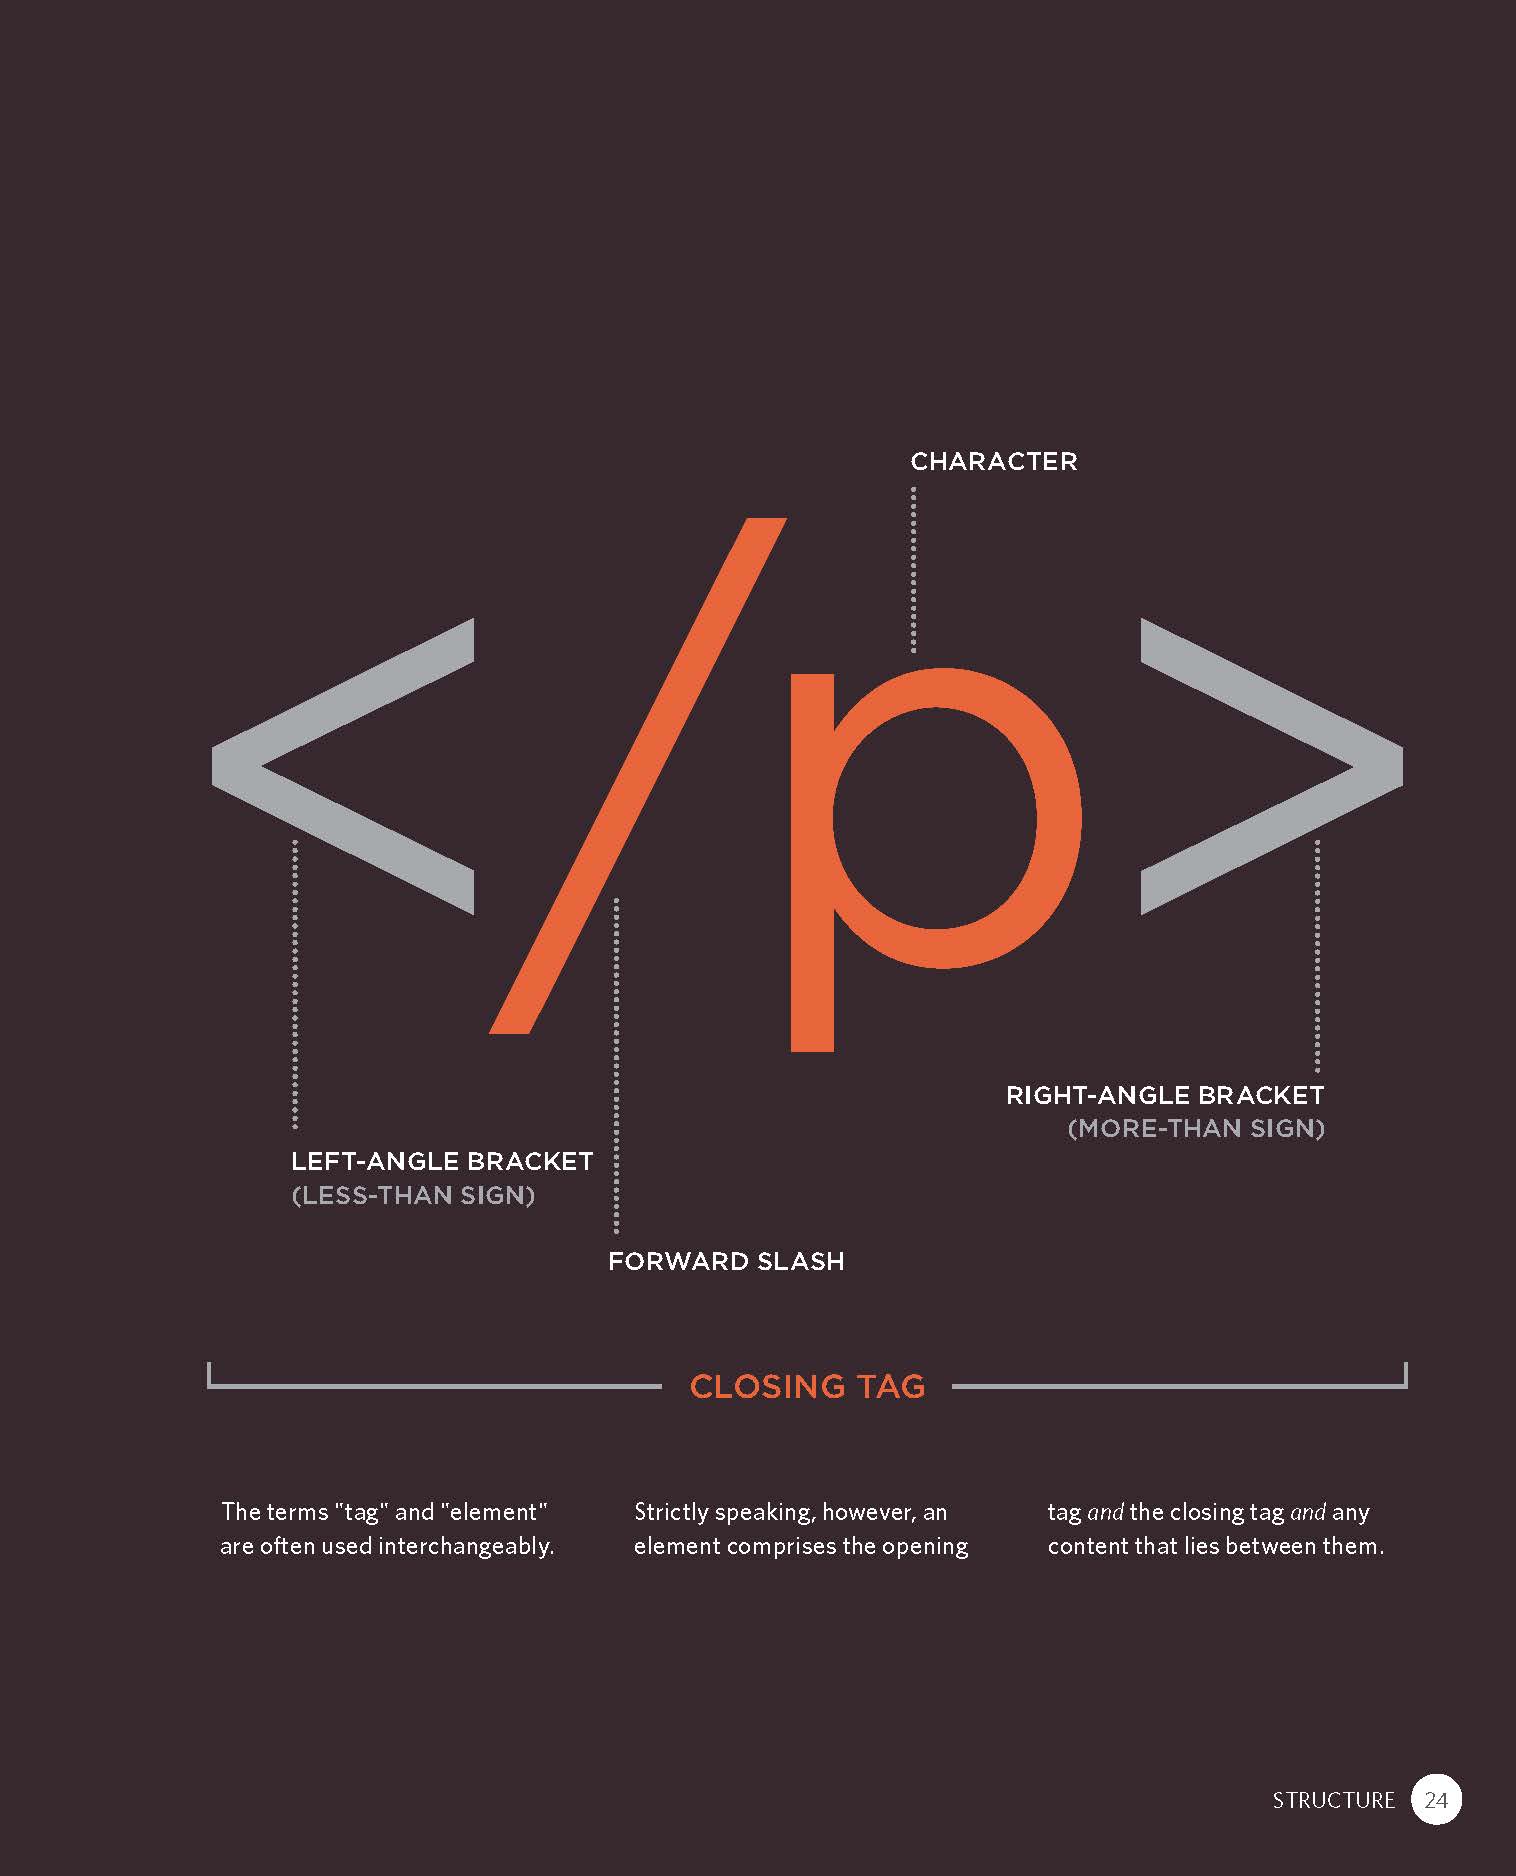 CHARACTER
</p>
RIGHT-ANGLE BRACKET
(MORE-THAN SIGN)
LEFT-ANGLE BRACKET
(LESS-THAN SIGN)
FORWARD SLASH
CLOSING TAG
The terms "tag" and "element"
are often used interchangeably.
Strictly speaking, however, an
element comprises the opening
tag and the closing tag and any
content that lies between them.
STRUCTURE 24